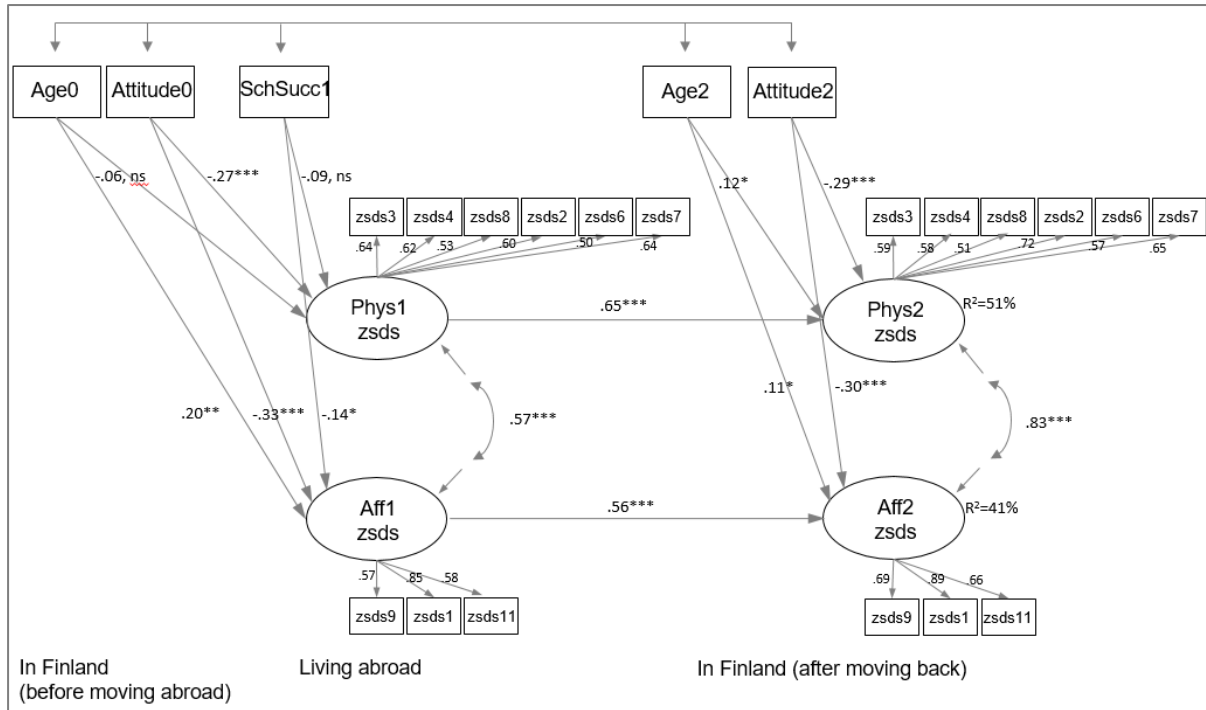 Age0
Attitude0
SchSucc1
Age2
Attitude2
-.06, ns
-.27***
-.09, ns
.12*
-.29***
zsds3
zsds4
zsds8
zsds2
zsds6
zsds7
.64
.62
.53
.60
.50
.64
zsds3
zsds4
zsds8
zsds2
zsds6
zsds7
.59
.58
.51
.72
.57
.65
Phys1
zsds
.65***
Phys2
zsds
R²=51%
.20**
-.33***
-.14*
.57***
.11*
-.30***
.83***
Aff1
zsds
.56***
Aff2
zsds
R²=41%
.57
.85
.58
zsds9
zsds1
zsds11
.69
.89
.66
zsds9
zsds1
zsds11
In Finland
(before moving abroad)
Living abroad
In Finland (after moving back)